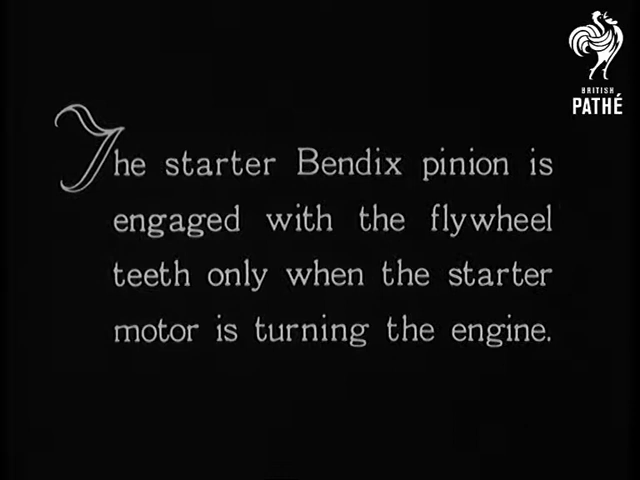 BRITISH
PATHÉ
The starter Bendix pinion is
engaged with the flywheel
teeth only when the starter
motor is turning the engine.